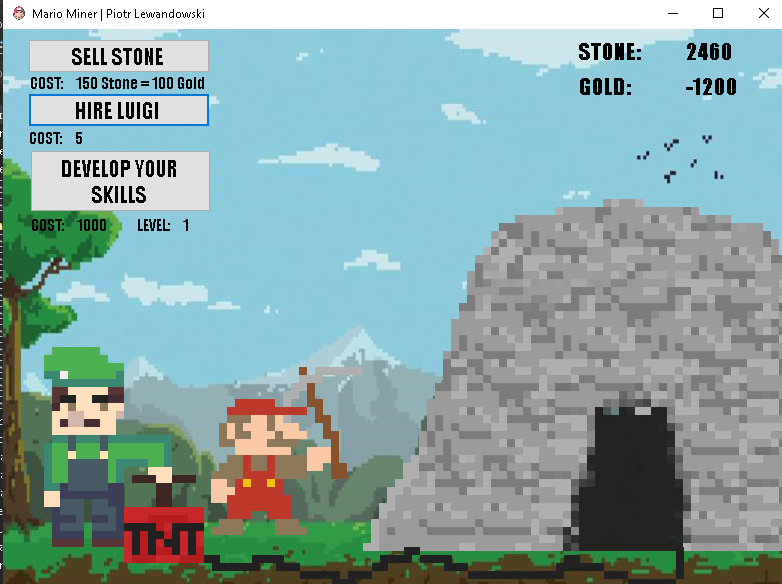 Mario Miner | Piotr Lewandowski
SELL STONE
COST: 150 Stone = 100 Gold
HIRE LUIGI
COST: 5
DEVELOP YOUR
SKILLS
COST: 1000 LEVEL: 1
STONE: 2460
GOLD: -1200
TNT